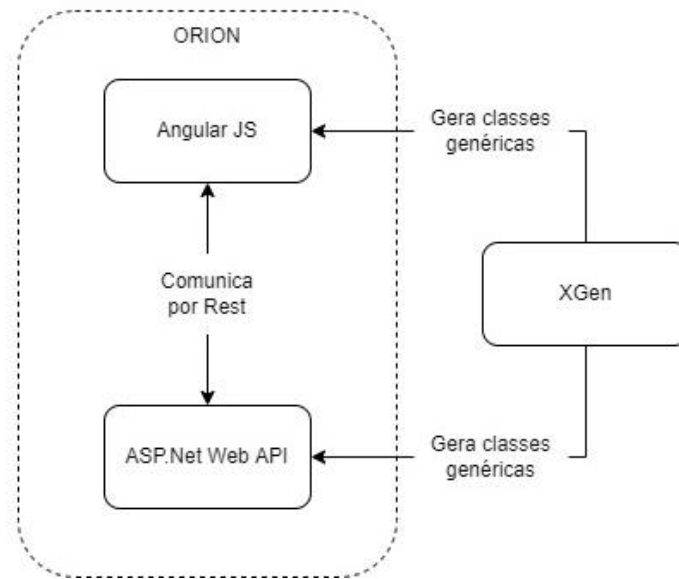 ORION
Angular JS
Gera classes
genéricas
Comunica
por Rest
XGen
ASP.Net Web API
Gera classes
genéricas